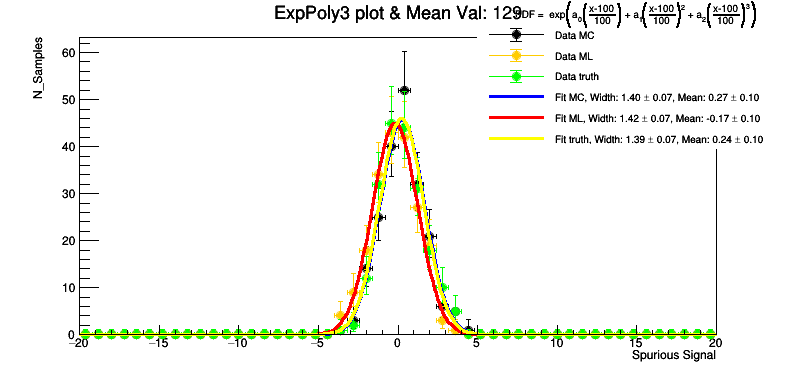 ExpPoly3 plot & Mean Val: 129
PDF = exp(a0(x-100/100) + a1(x-100/100)^2 + a2(x-100/100)^3)
Data MC
Data ML
Data truth
Fit MC, Width: 1.40 ± 0.07, Mean: 0.27 ± 0.10
Fit ML, Width: 1.42 ± 0.07, Mean: -0.17 ± 0.10
Fit truth, Width: 1.39 ± 0.07, Mean: 0.24 ± 0.10
N_Samples
60
50
40
30
20
10
0
−20 −15 −10 −5 0 5 10 15 20
Spurious Signal